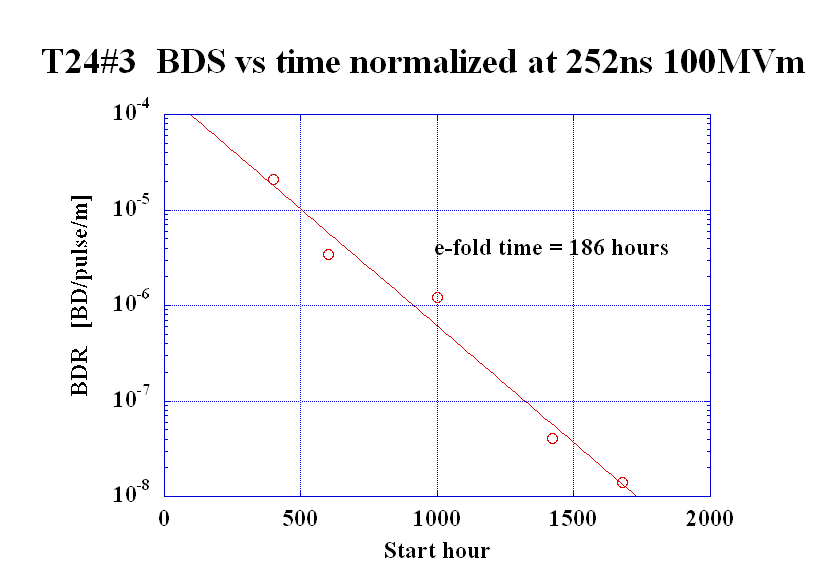 T24#3 BDS vs time normalized at 252ns 100MVm
10^-4
10^-5
10^-6
10^-7
10^-8
BDR [BD/pulse/m]
e-fold time = 186 hours
0 500 1000 1500 2000
Start hour